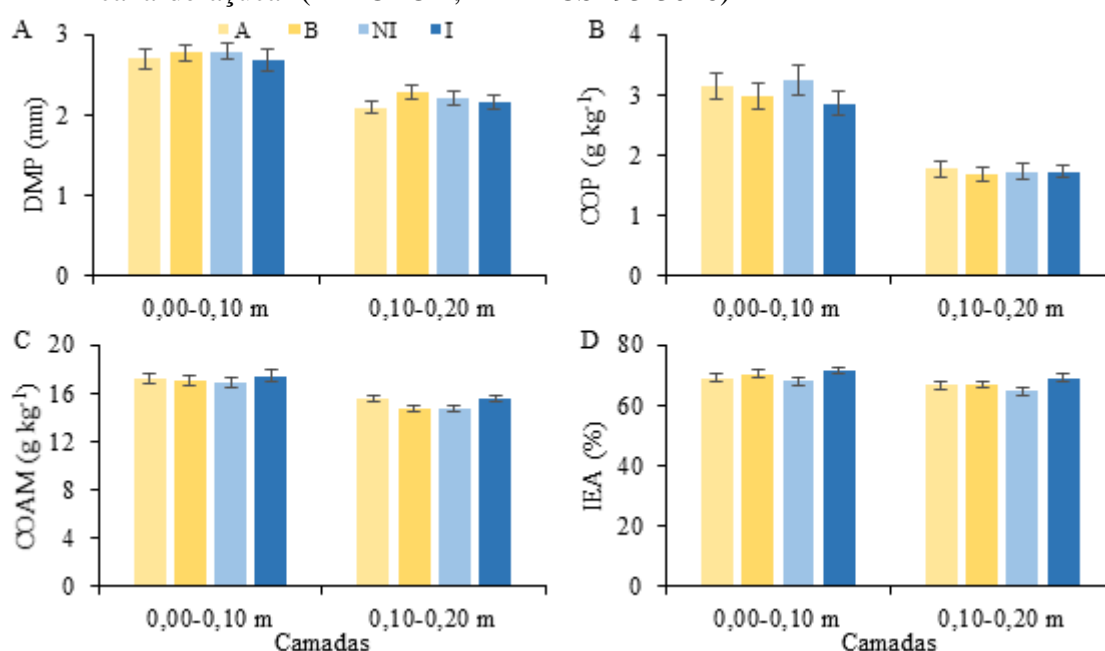 A
A B NI I
DMP (mm)
3
2
1
0
0,00-0,10 m 0,10-0,20 m
B
COP (g kg⁻¹)
4
3
2
1
0
0,00-0,10 m 0,10-0,20 m
C
COAM (g kg⁻¹)
20
16
12
8
4
0
0,00-0,10 m 0,10-0,20 m
Camadas
D
IEA (%)
80
60
40
20
0
0,00-0,10 m 0,10-0,20 m
Camadas